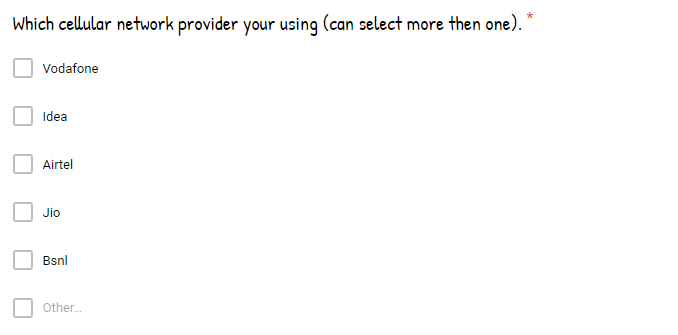 Which cellular network provider your using (can select more then one). *
Vodafone
Idea
Airtel
Jio
Bsnl
Other...